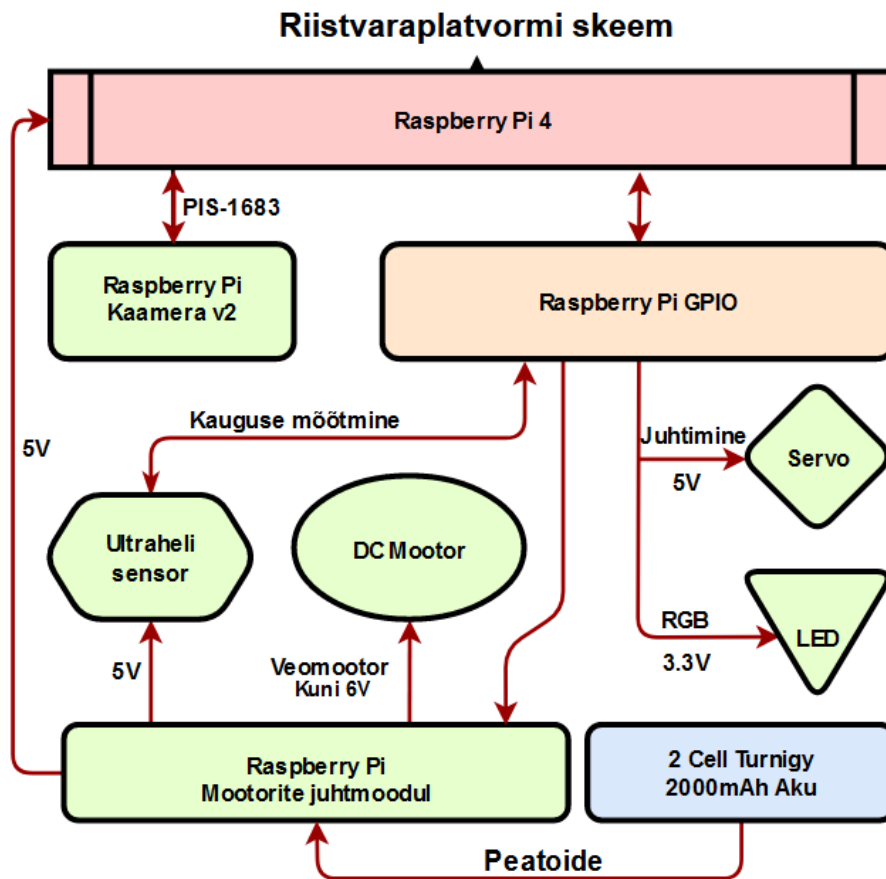 Riistvaraplatvormi skeem
Raspberry Pi 4
PIS-1683
Raspberry Pi
Kaamera v2
Raspberry Pi GPIO
Kauguse mõõtmine
Juhtimine
5V
Servo
5V
Ultraheli
sensor
DC Mootor
RGB
3.3V
LED
5V
Veomootor
Kuni 6V
Raspberry Pi
Mootorite juhtmoodul
2 Cell Turnigy
2000mAh Aku
Peatoide